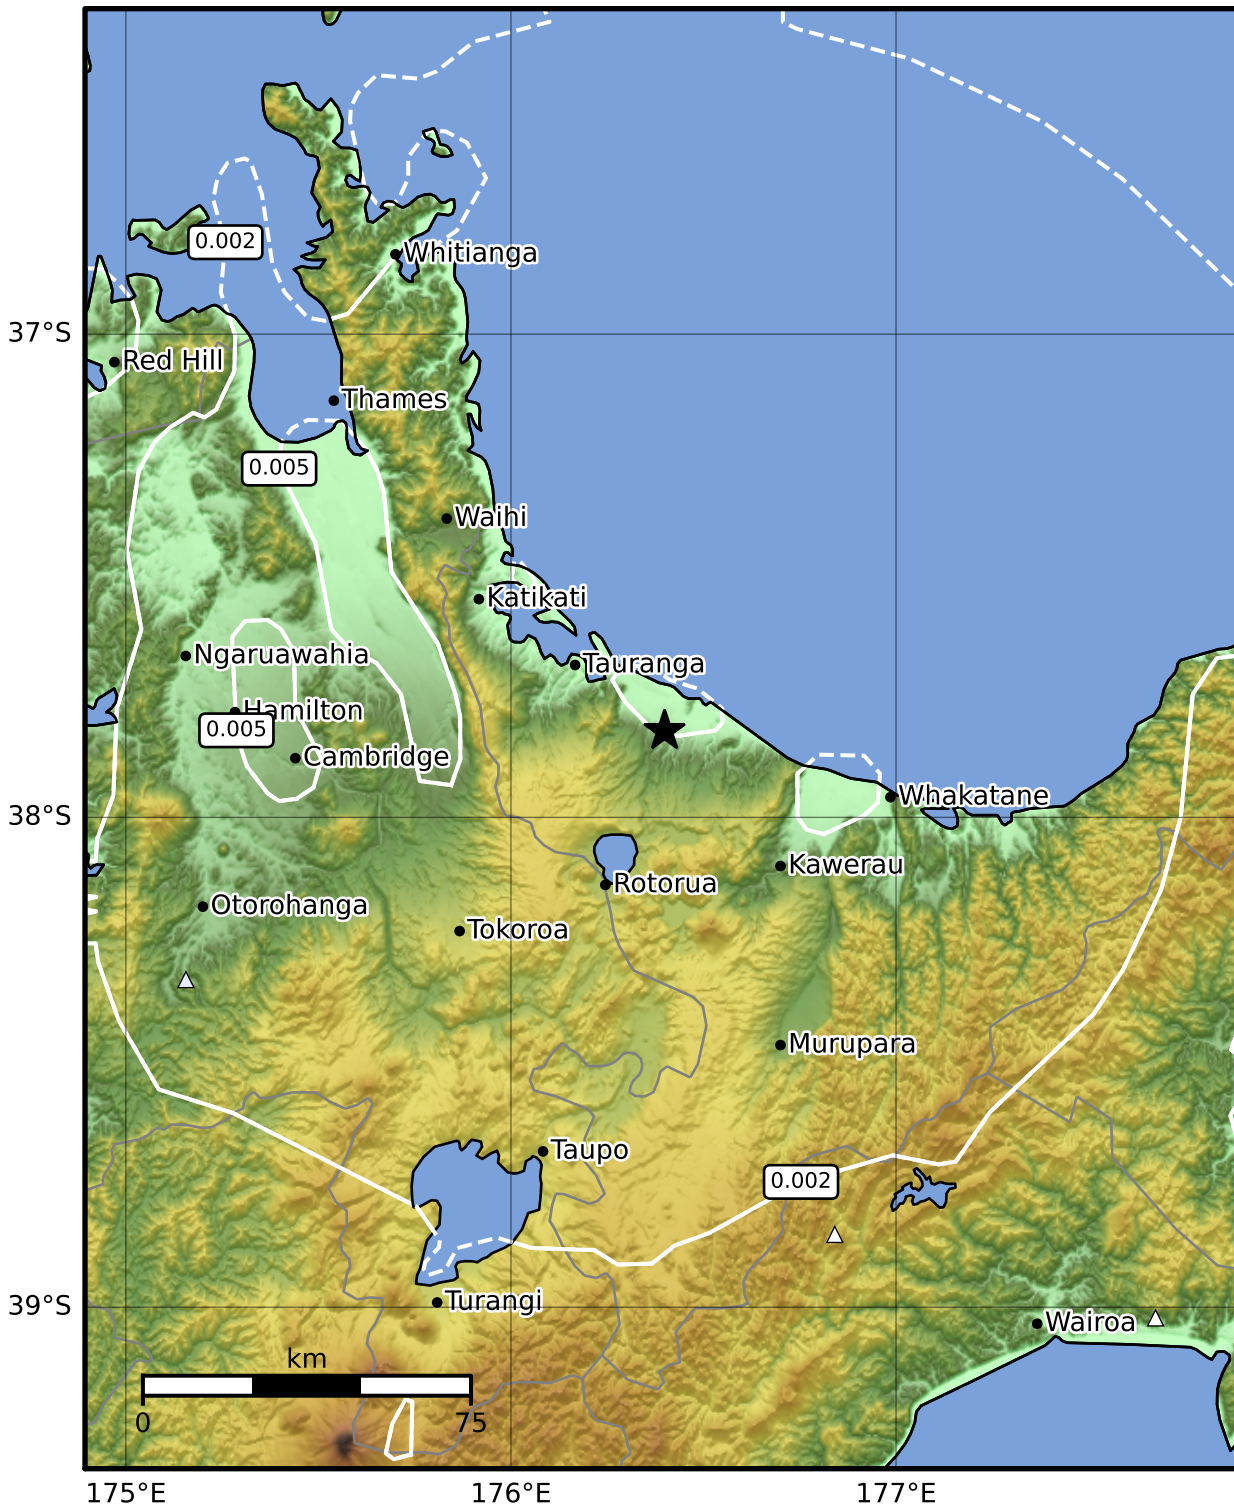 0.002
Whitianga
37°S
Red Hill
Thames
0.005
Waihi
Katikati
Ngaruawahia
Tauranga
Hamilton
0.005
Cambridge
Whakatane
38°S
Kawerau
Rotorua
Otorohanga
Tokoroa
Murupara
Taupo
0.002
39°S
Turangi
Wairoa
km
0
75
175°E
176°E
177°E